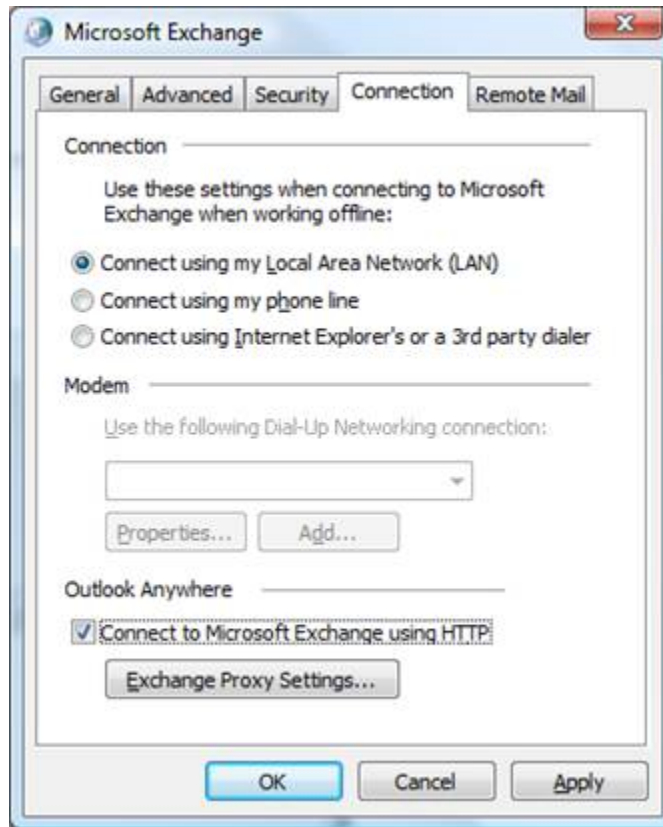 Microsoft Exchange
General Advanced Security Connection Remote Mail
Connection
Use these settings when connecting to Microsoft
Exchange when working offline:
Connect using my Local Area Network (LAN)
Connect using my phone line
Connect using Internet Explorer's or a 3rd party dialer
Modem
Use the following Dial-Up Networking connection:
Properties... Add...
Outlook Anywhere
Connect to Microsoft Exchange using HTTP
Exchange Proxy Settings...
OK Cancel Apply